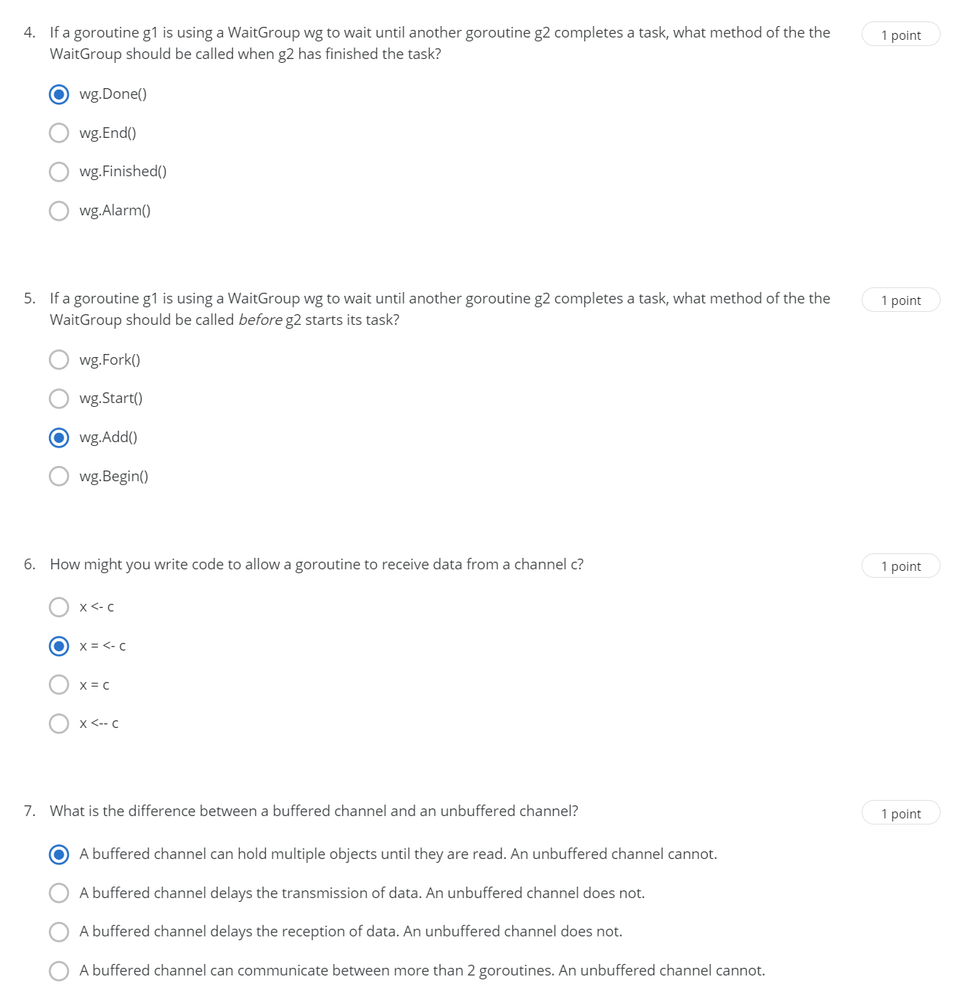 4. If a goroutine g1 is using a WaitGroup wg to wait until another goroutine g2 completes a task, what method of the the
1 point
WaitGroup should be called when g2 has finished the task?
wg.Done()
wg.End()
wg.Finished()
wg.Alarm()
5. If a goroutine g1 is using a WaitGroup wg to wait until another goroutine g2 completes a task, what method of the the
1 point
WaitGroup should be called before g2 starts its task?
wg.Fork()
wg.Start()
wg.Add()
wg.Begin()
6. How might you write code to allow a goroutine to receive data from a channel c?
1 point
x <- c
x = <- c
x = c
x <-- c
7. What is the difference between a buffered channel and an unbuffered channel?
1 point
A buffered channel can hold multiple objects until they are read. An unbuffered channel cannot.
A buffered channel delays the transmission of data. An unbuffered channel does not.
A buffered channel delays the reception of data. An unbuffered channel does not.
A buffered channel can communicate between more than 2 goroutines. An unbuffered channel cannot.